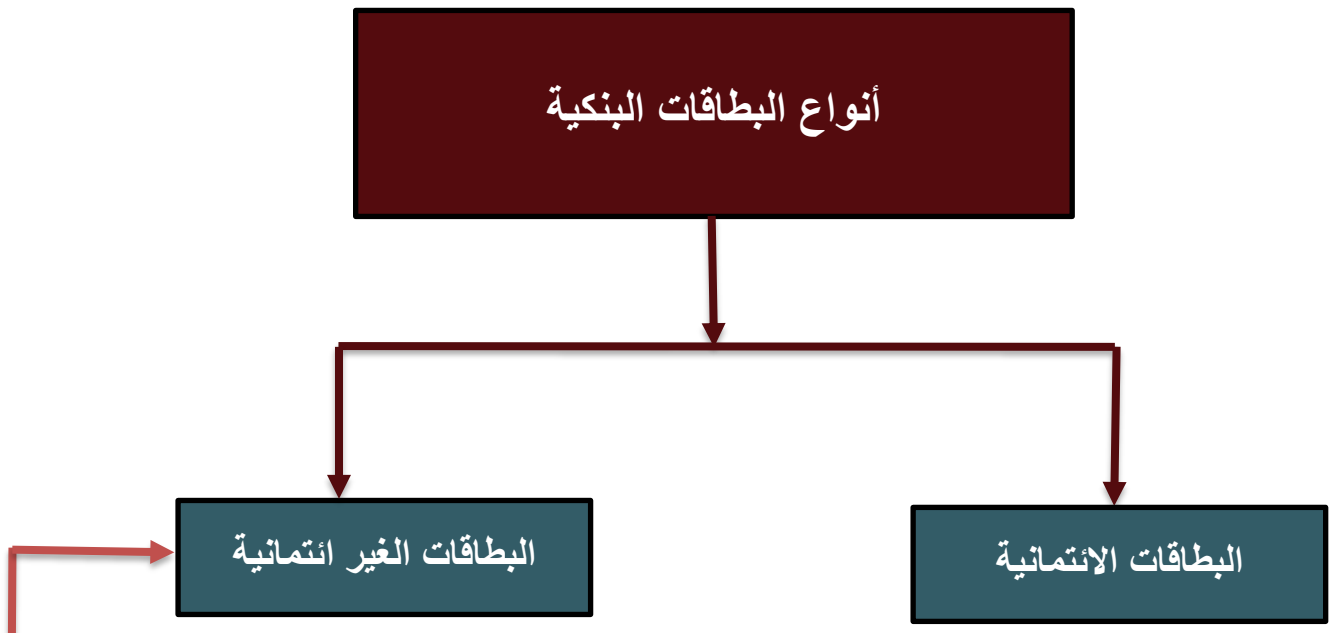 أنواع البطاقات البنكية
البطاقات الائتمانية
البطاقات الغير ائتمانية